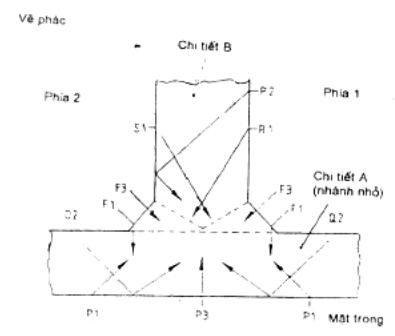 Vẽ phác
Chi tiết B
Phía 2
Phía 1
P2
S1
R1
Chi tiết A
(nhánh nhỏ)
F3
F3
F1
F1
Q2
Q2
P1
P3
P1
Mặt trong